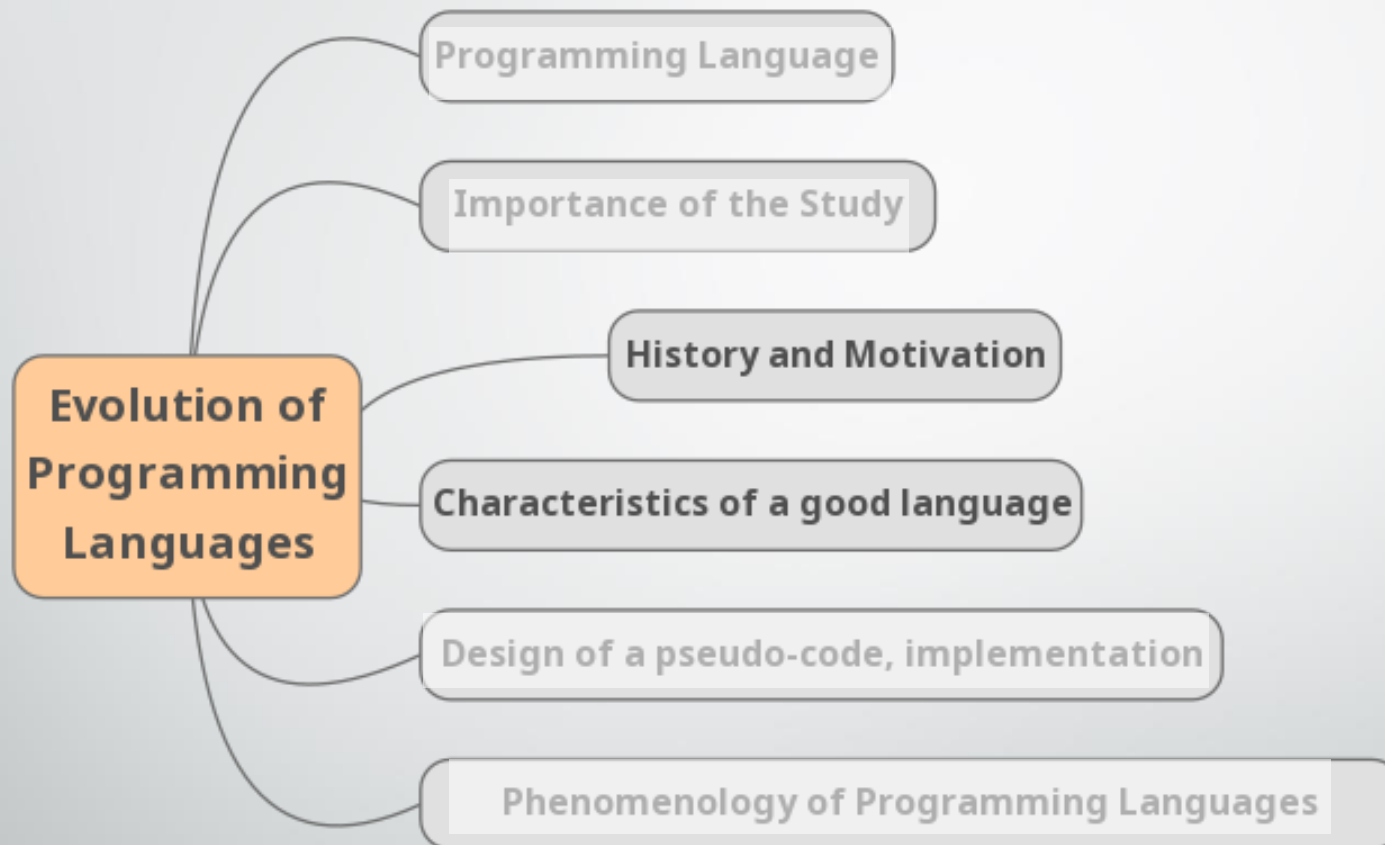 Programming Language
Importance of the Study
History and Motivation
Evolution of
Programming
Languages
Characteristics of a good language
Design of a pseudo-code, implementation
Phenomenology of Programming Languages